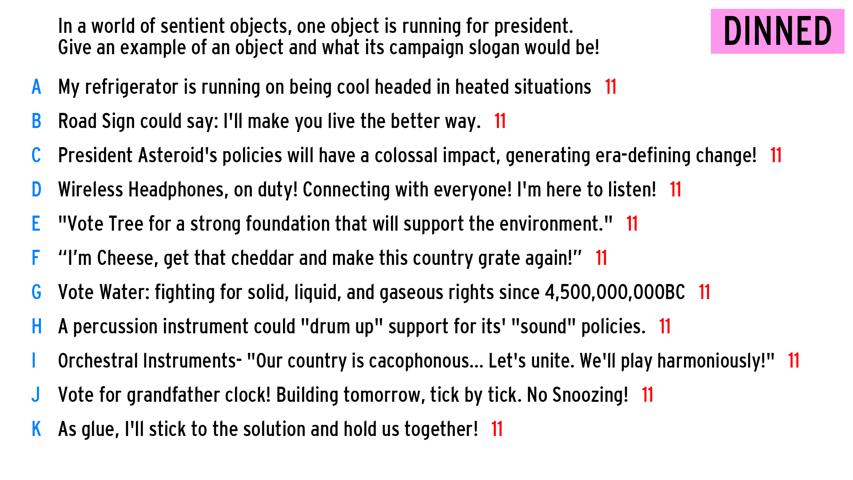 In a world of sentient objects, one object is running for president.
Give an example of an object and what its campaign slogan would be!
DINNED
A My refrigerator is running on being cool headed in heated situations 11
B Road Sign could say: I'll make you live the better way. 11
C President Asteroid's policies will have a colossal impact, generating era-defining change! 11
D Wireless Headphones, on duty! Connecting with everyone! I'm here to listen! 11
E "Vote Tree for a strong foundation that will support the environment." 11
F “I’m Cheese, get that cheddar and make this country grate again!” 11
G Vote Water: fighting for solid, liquid, and gaseous rights since 4,500,000,000BC 11
H A percussion instrument could "drum up" support for its' "sound" policies. 11
I Orchestral Instruments- "Our country is cacophonous... Let's unite. We'll play harmoniously!" 11
J Vote for grandfather clock! Building tomorrow, tick by tick. No Snoozing! 11
K As glue, I'll stick to the solution and hold us together! 11